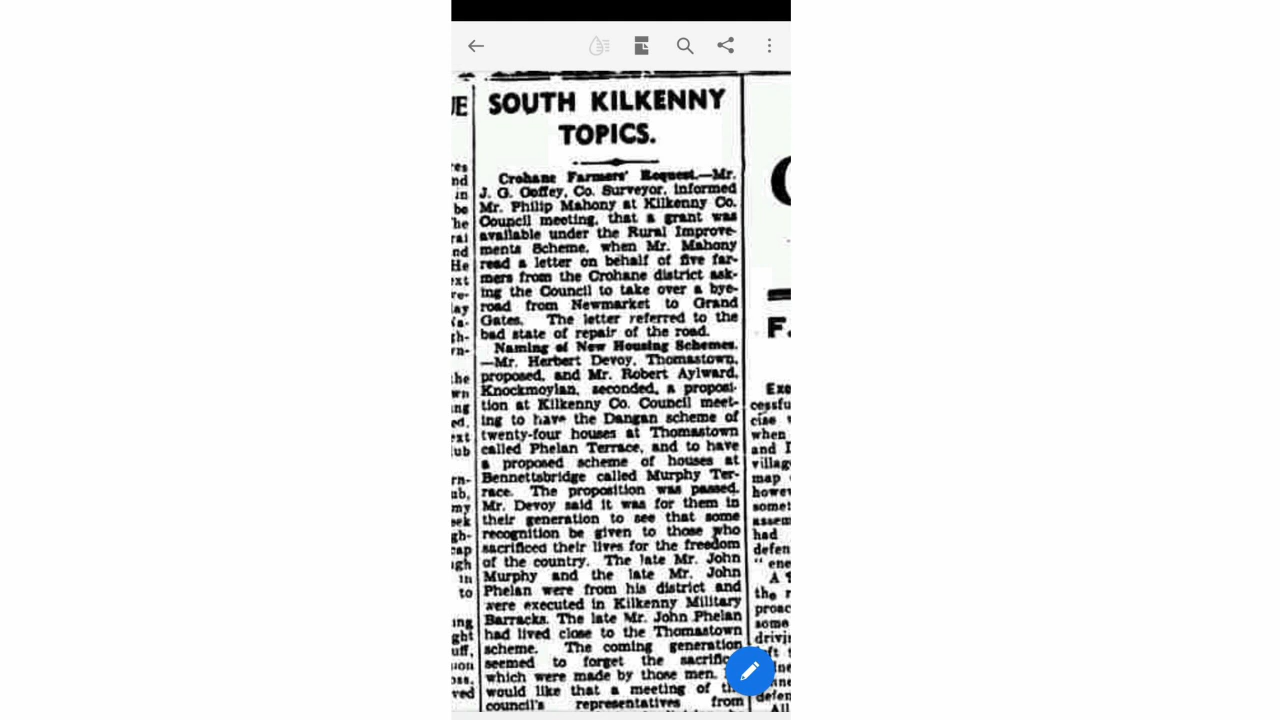 SOUTH KILKENNY
TOPICS.
Crohane Farmers' Request.—Mr.
J. G. Coffey, Co. Surveyor, informed
Mr. Philip Mahony at Kilkenny Co.
Council meeting, that a grant was
available under the Rural Improve-
ments Scheme, when Mr. Mahony
read a letter on behalf of five far-
mers from the Crohane district ask-
ing the Council to take over a bye-
road from Newmarket to Grand
Gates. The letter referred to the
bad state of repair of the road.
Naming of New Housing Schemes.
—Mr. Herbert Devoy, Thomastown,
proposed, and Mr. Robert Aylward,
Knockmoylan, seconded, a proposi-
tion at Kilkenny Co. Council meet-
ing to have the Dangan scheme of
twenty-four houses at Thomastown
called Phelan Terrace, and to have
a proposed scheme of houses at
Bennettsbridge called Murphy Ter-
race. The proposition was passed.
Mr. Devoy said it was for them in
their generation to see that some
recognition be given to those who
sacrificed their lives for the freedom
of the country. The late Mr. John
Murphy and the late Mr. John
Phelan were from his district and
were executed in Kilkenny Military
Barracks. The late Mr. John Phelan
had lived close to the Thomastown
scheme. The coming generation
seemed to forget the
which were made by those men.
would like that a meeting of
council's representatives from